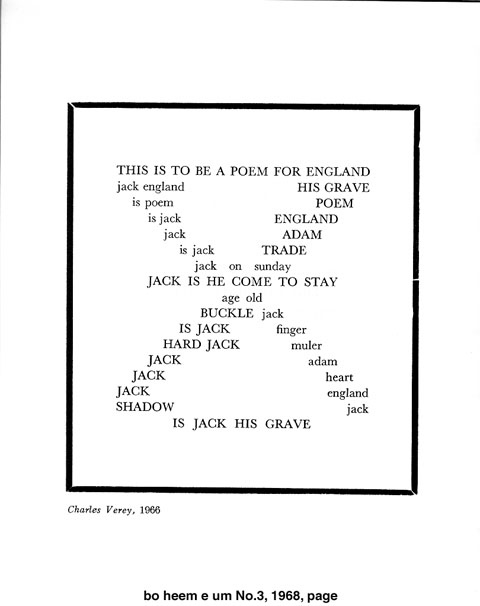 THIS IS TO BE A POEM FOR ENGLAND
jack england HIS GRAVE
is poem POEM
is jack ENGLAND
jack ADAM
is jack TRADE
jack on sunday
JACK IS HE COME TO STAY
age old
BUCKLE jack
IS JACK finger
HARD JACK muler
JACK adam
JACK heart
JACK england
SHADOW jack
IS JACK HIS GRAVE
Charles Verey, 1966
bo heem e um No.3, 1968, page